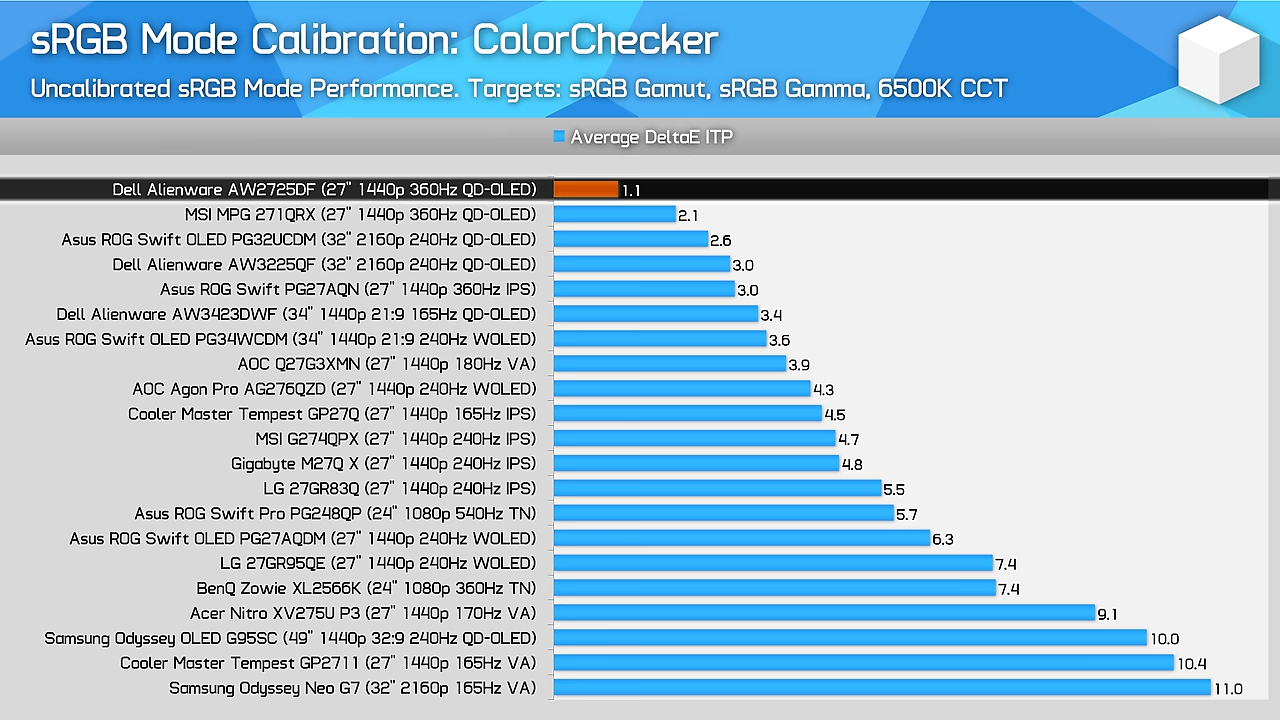 sRGB Mode Calibration: ColorChecker
Uncalibrated sRGB Mode Performance. Targets: sRGB Gamut, sRGB Gamma, 6500K CCT
Average DeltaE ITP
Dell Alienware AW2725DF (27" 1440p 360Hz QD-OLED) 1.1
MSI MPG 271QRX (27" 1440p 360Hz QD-OLED) 2.1
Asus ROG Swift OLED PG32UCDM (32" 2160p 240Hz QD-OLED) 2.6
Dell Alienware AW3225QF (32" 2160p 240Hz QD-OLED) 3.0
Asus ROG Swift PG27AQN (27" 1440p 360Hz IPS) 3.0
Dell Alienware AW3423DWF (34" 1440p 21:9 165Hz QD-OLED) 3.4
Asus ROG Swift OLED PG34WCDM (34" 1440p 21:9 240Hz WOLED) 3.6
AOC Q27G3XMN (27" 1440p 180Hz VA) 3.9
AOC Agon Pro AG276QZD (27" 1440p 240Hz WOLED) 4.3
Cooler Master Tempest GP27Q (27" 1440p 165Hz IPS) 4.5
MSI G274QPX (27" 1440p 240Hz IPS) 4.7
Gigabyte M27Q X (27" 1440p 240Hz IPS) 4.8
LG 27GR83Q (27" 1440p 240Hz IPS) 5.5
Asus ROG Swift Pro PG248QP (24" 1080p 540Hz TN) 5.7
Asus ROG Swift OLED PG27AQDM (27" 1440p 240Hz WOLED) 6.3
LG 27GR95QE (27" 1440p 240Hz WOLED) 7.4
BenQ Zowie XL2566K (24" 1080p 360Hz TN) 7.4
Acer Nitro XV275U P3 (27" 1440p 170Hz VA) 9.1
Samsung Odyssey OLED G95SC (49" 1440p 32:9 240Hz QD-OLED) 10.0
Cooler Master Tempest GP2711 (27" 1440p 165Hz VA) 10.4
Samsung Odyssey Neo G7 (32" 2160p 165Hz VA) 11.0